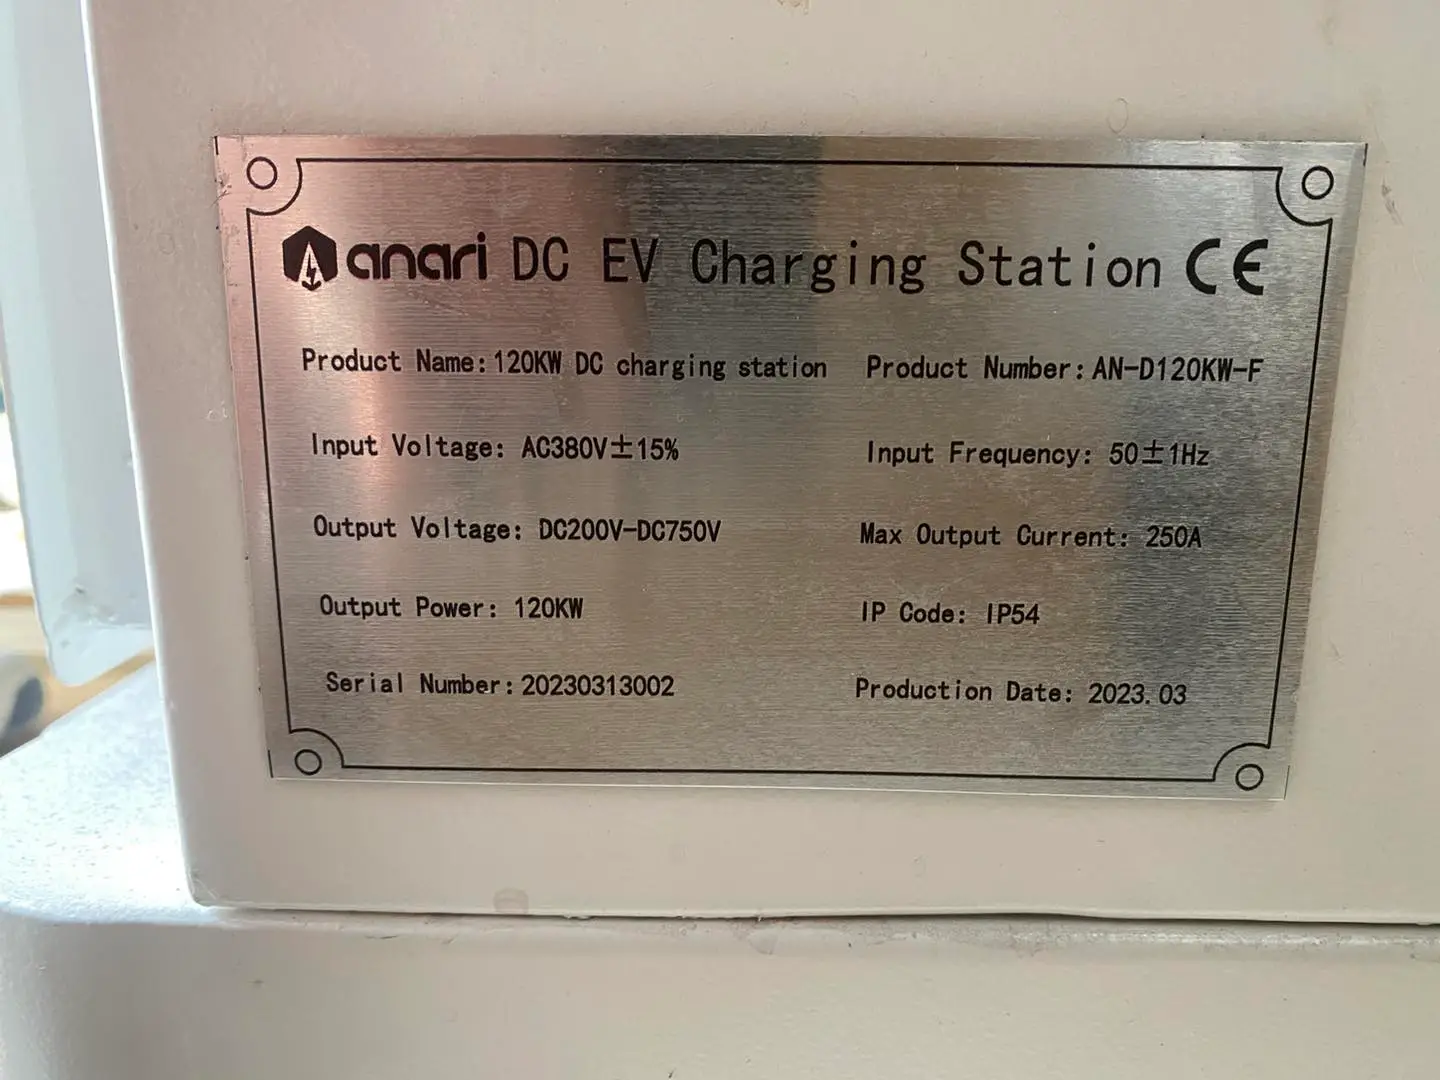 anari DC EV Charging Station CE
Product Name: 120KW DC charging station Product Number: AN-D120KW-F
Input Voltage: AC380V±15% Input Frequency: 50±1Hz
Output Voltage: DC200V-DC750V Max Output Current: 250A
Output Power: 120KW IP Code: IP54
Serial Number: 20230313002 Production Date: 2023.03